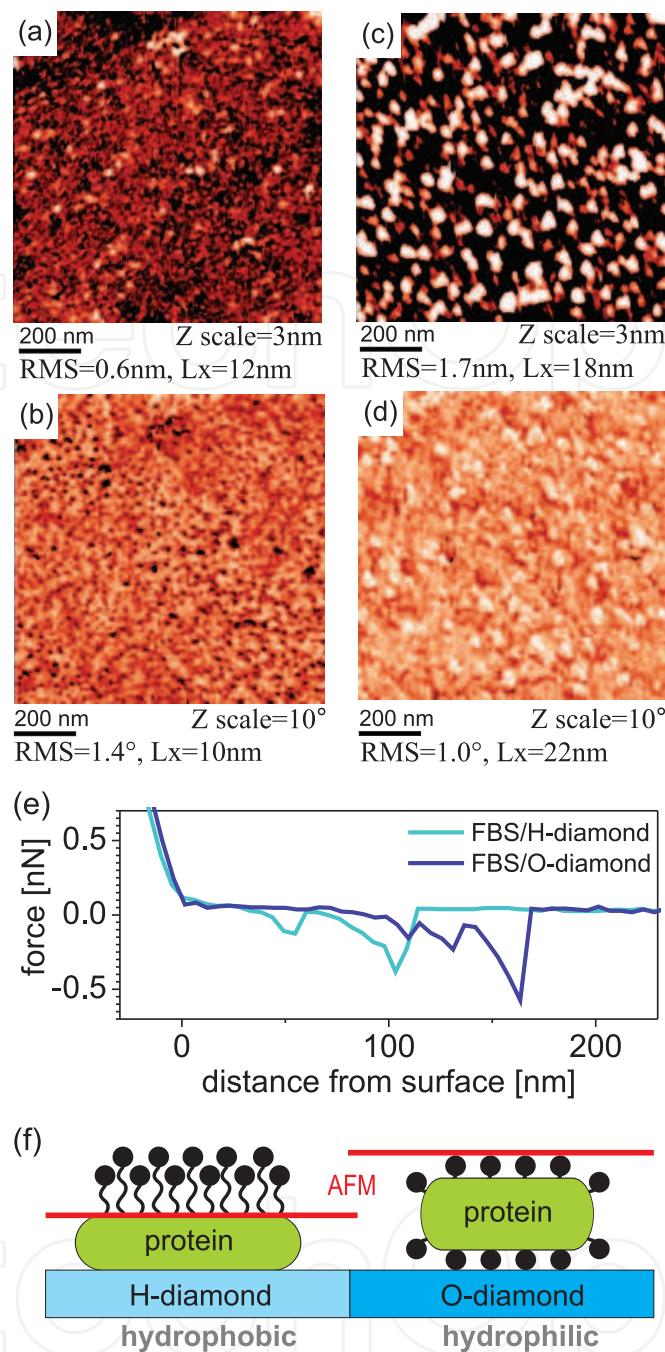 (a)
(c)
200 nm
Z scale=3nm
RMS=0.6nm, Lx=12nm
200 nm
Z scale=3nm
RMS=1.7nm, Lx=18nm
(b)
(d)
200 nm
Z scale=10°
RMS=1.4°, Lx=10nm
200 nm
Z scale=10°
RMS=1.0°, Lx=22nm
(e)
FBS/H-diamond
FBS/O-diamond
force [nN]
0.5
0.0
-0.5
0 100 200
distance from surface [nm]
(f)
AFM
protein
protein
H-diamond
O-diamond
hydrophobic
hydrophilic